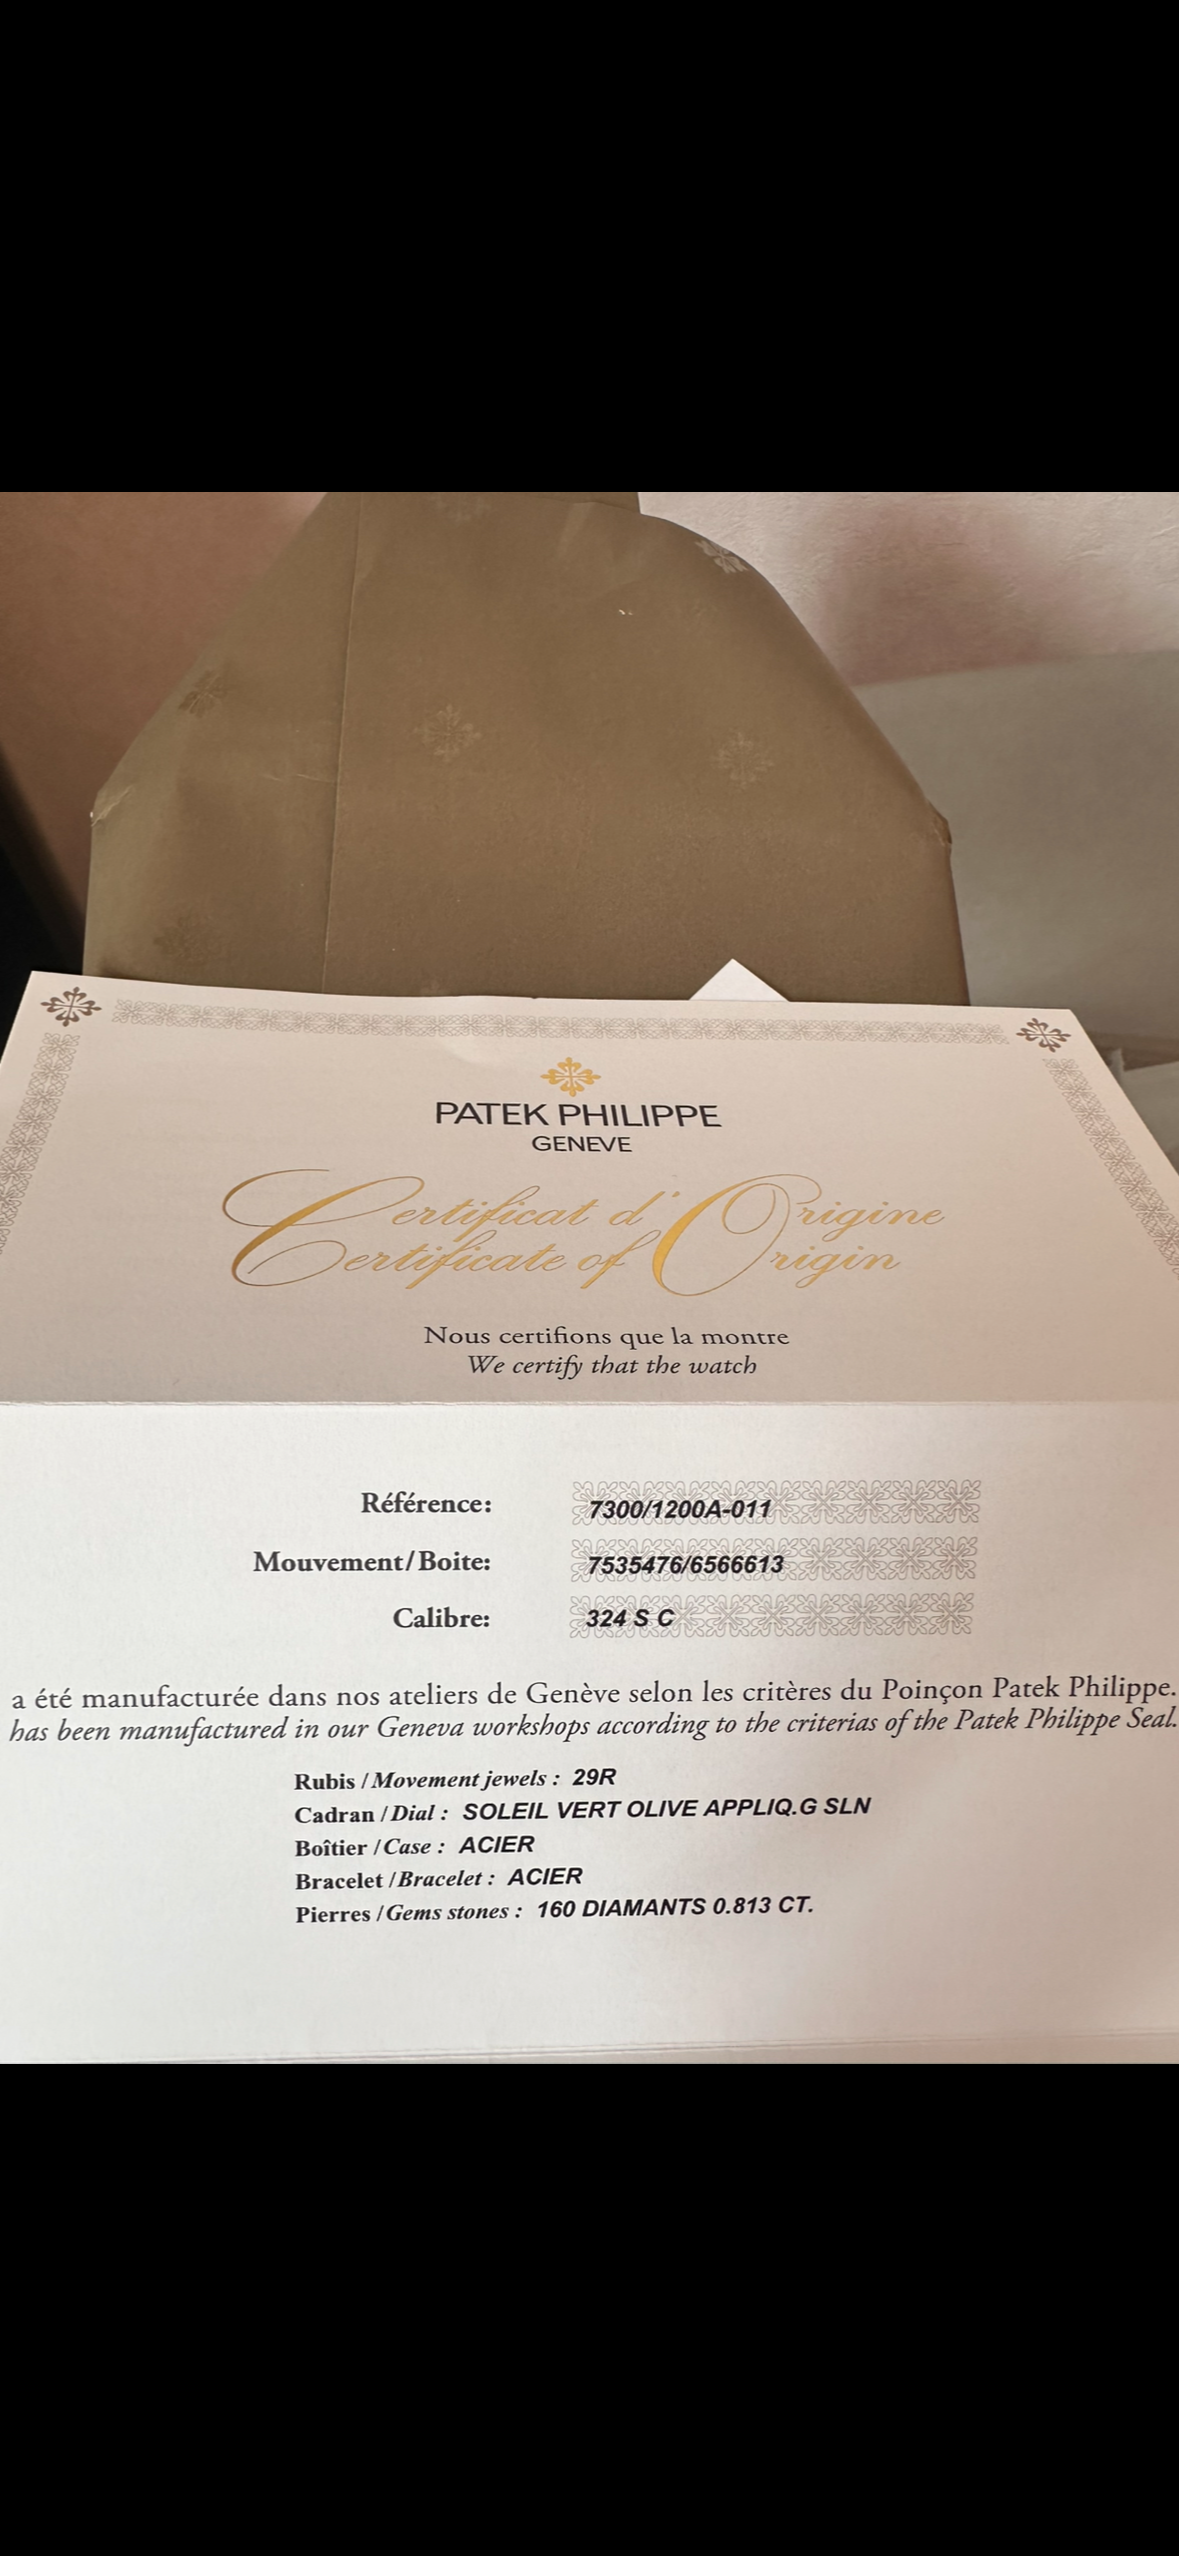 PATEK PHILIPPE
GENEVE
Certificat d'Origine
Certificate of Origin
Nous certifions que la montre
We certify that the watch
Référence: 7300/1200A-011
Mouvement/Boite: 7535476/6566613
Calibre: 324 S C
a été manufacturée dans nos ateliers de Genève selon les critères du Poinçon Patek Philippe.
has been manufactured in our Geneva workshops according to the criterias of the Patek Philippe Seal.
Rubis / Movement jewels : 29R
Cadran / Dial : SOLEIL VERT OLIVE APPLIQ.G SLN
Boîtier / Case : ACIER
Bracelet / Bracelet : ACIER
Pierres / Gems stones : 160 DIAMANTS 0.813 CT.